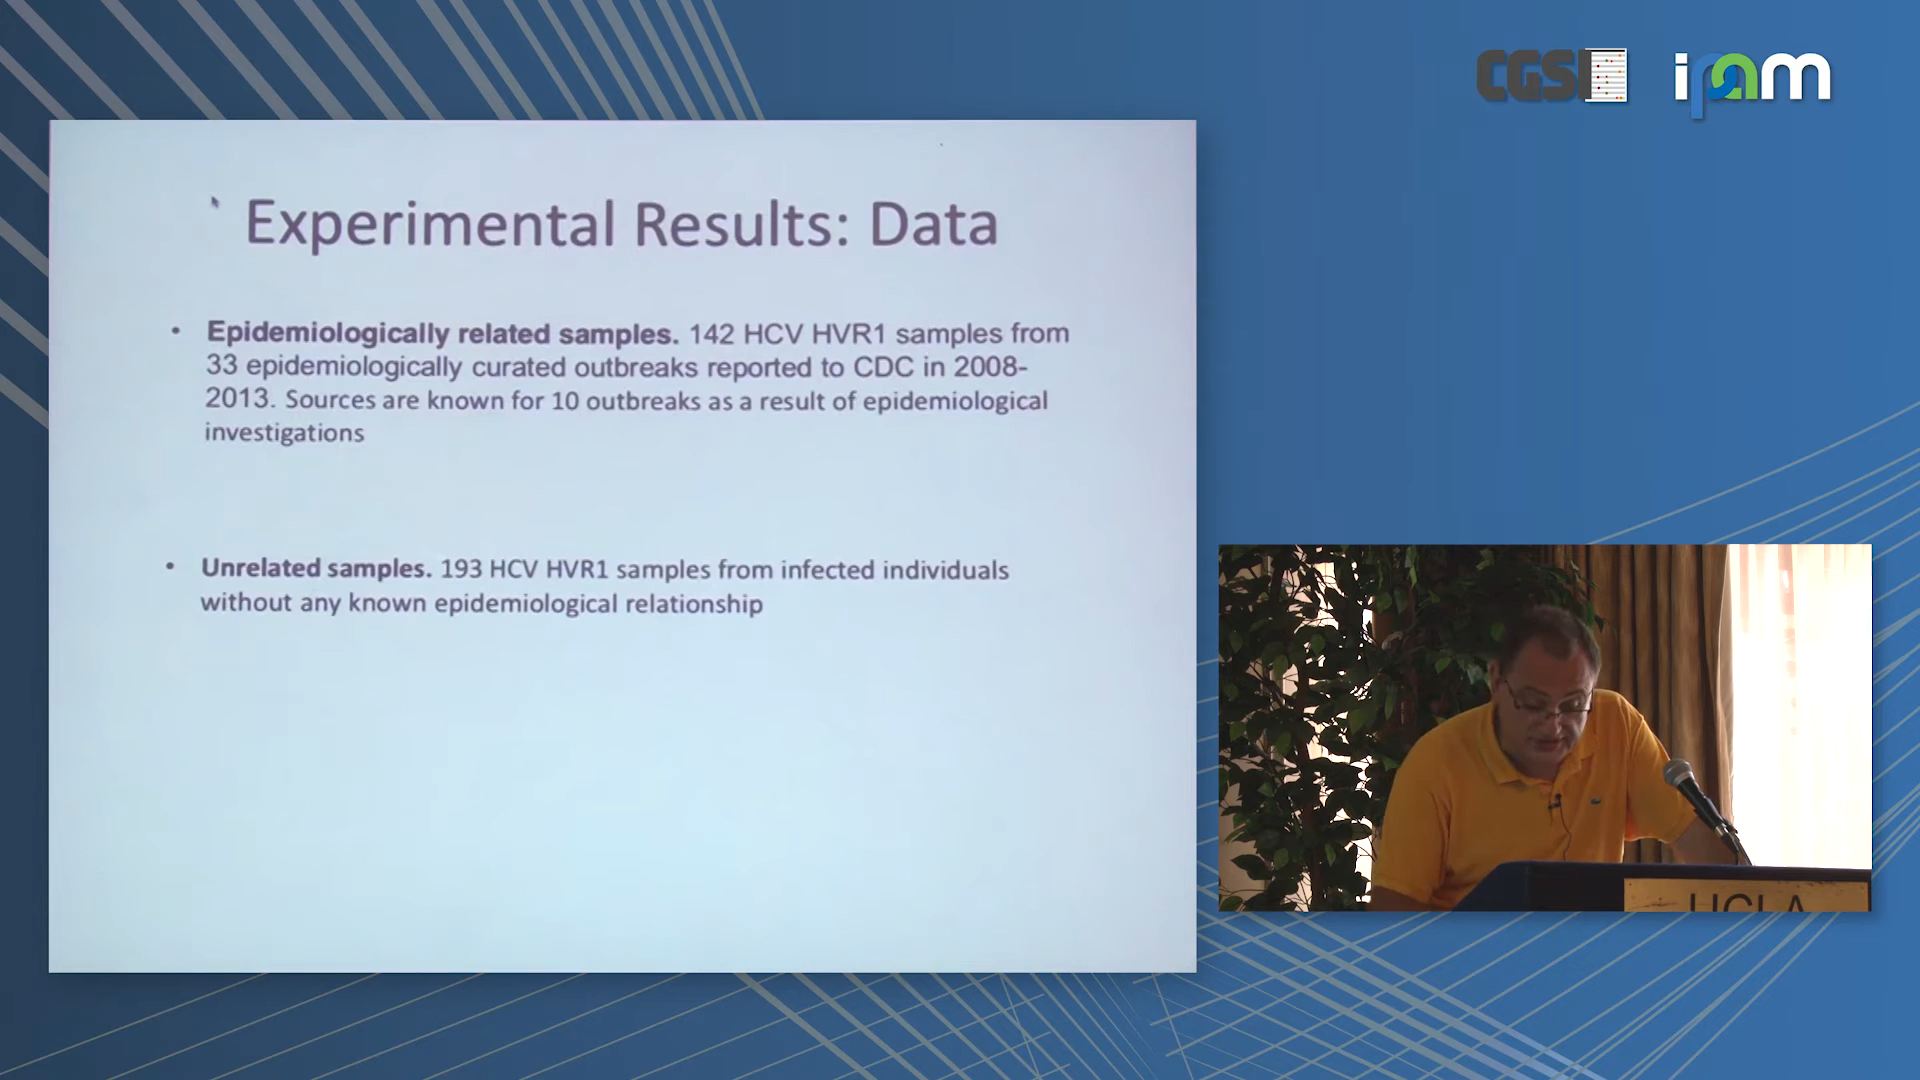 CGSI
ipam
Experimental Results: Data
• Epidemiologically related samples. 142 HCV HVR1 samples from
33 epidemiologically curated outbreaks reported to CDC in 2008-
2013. Sources are known for 10 outbreaks as a result of epidemiological
investigations
• Unrelated samples. 193 HCV HVR1 samples from infected individuals
without any known epidemiological relationship
UCLA